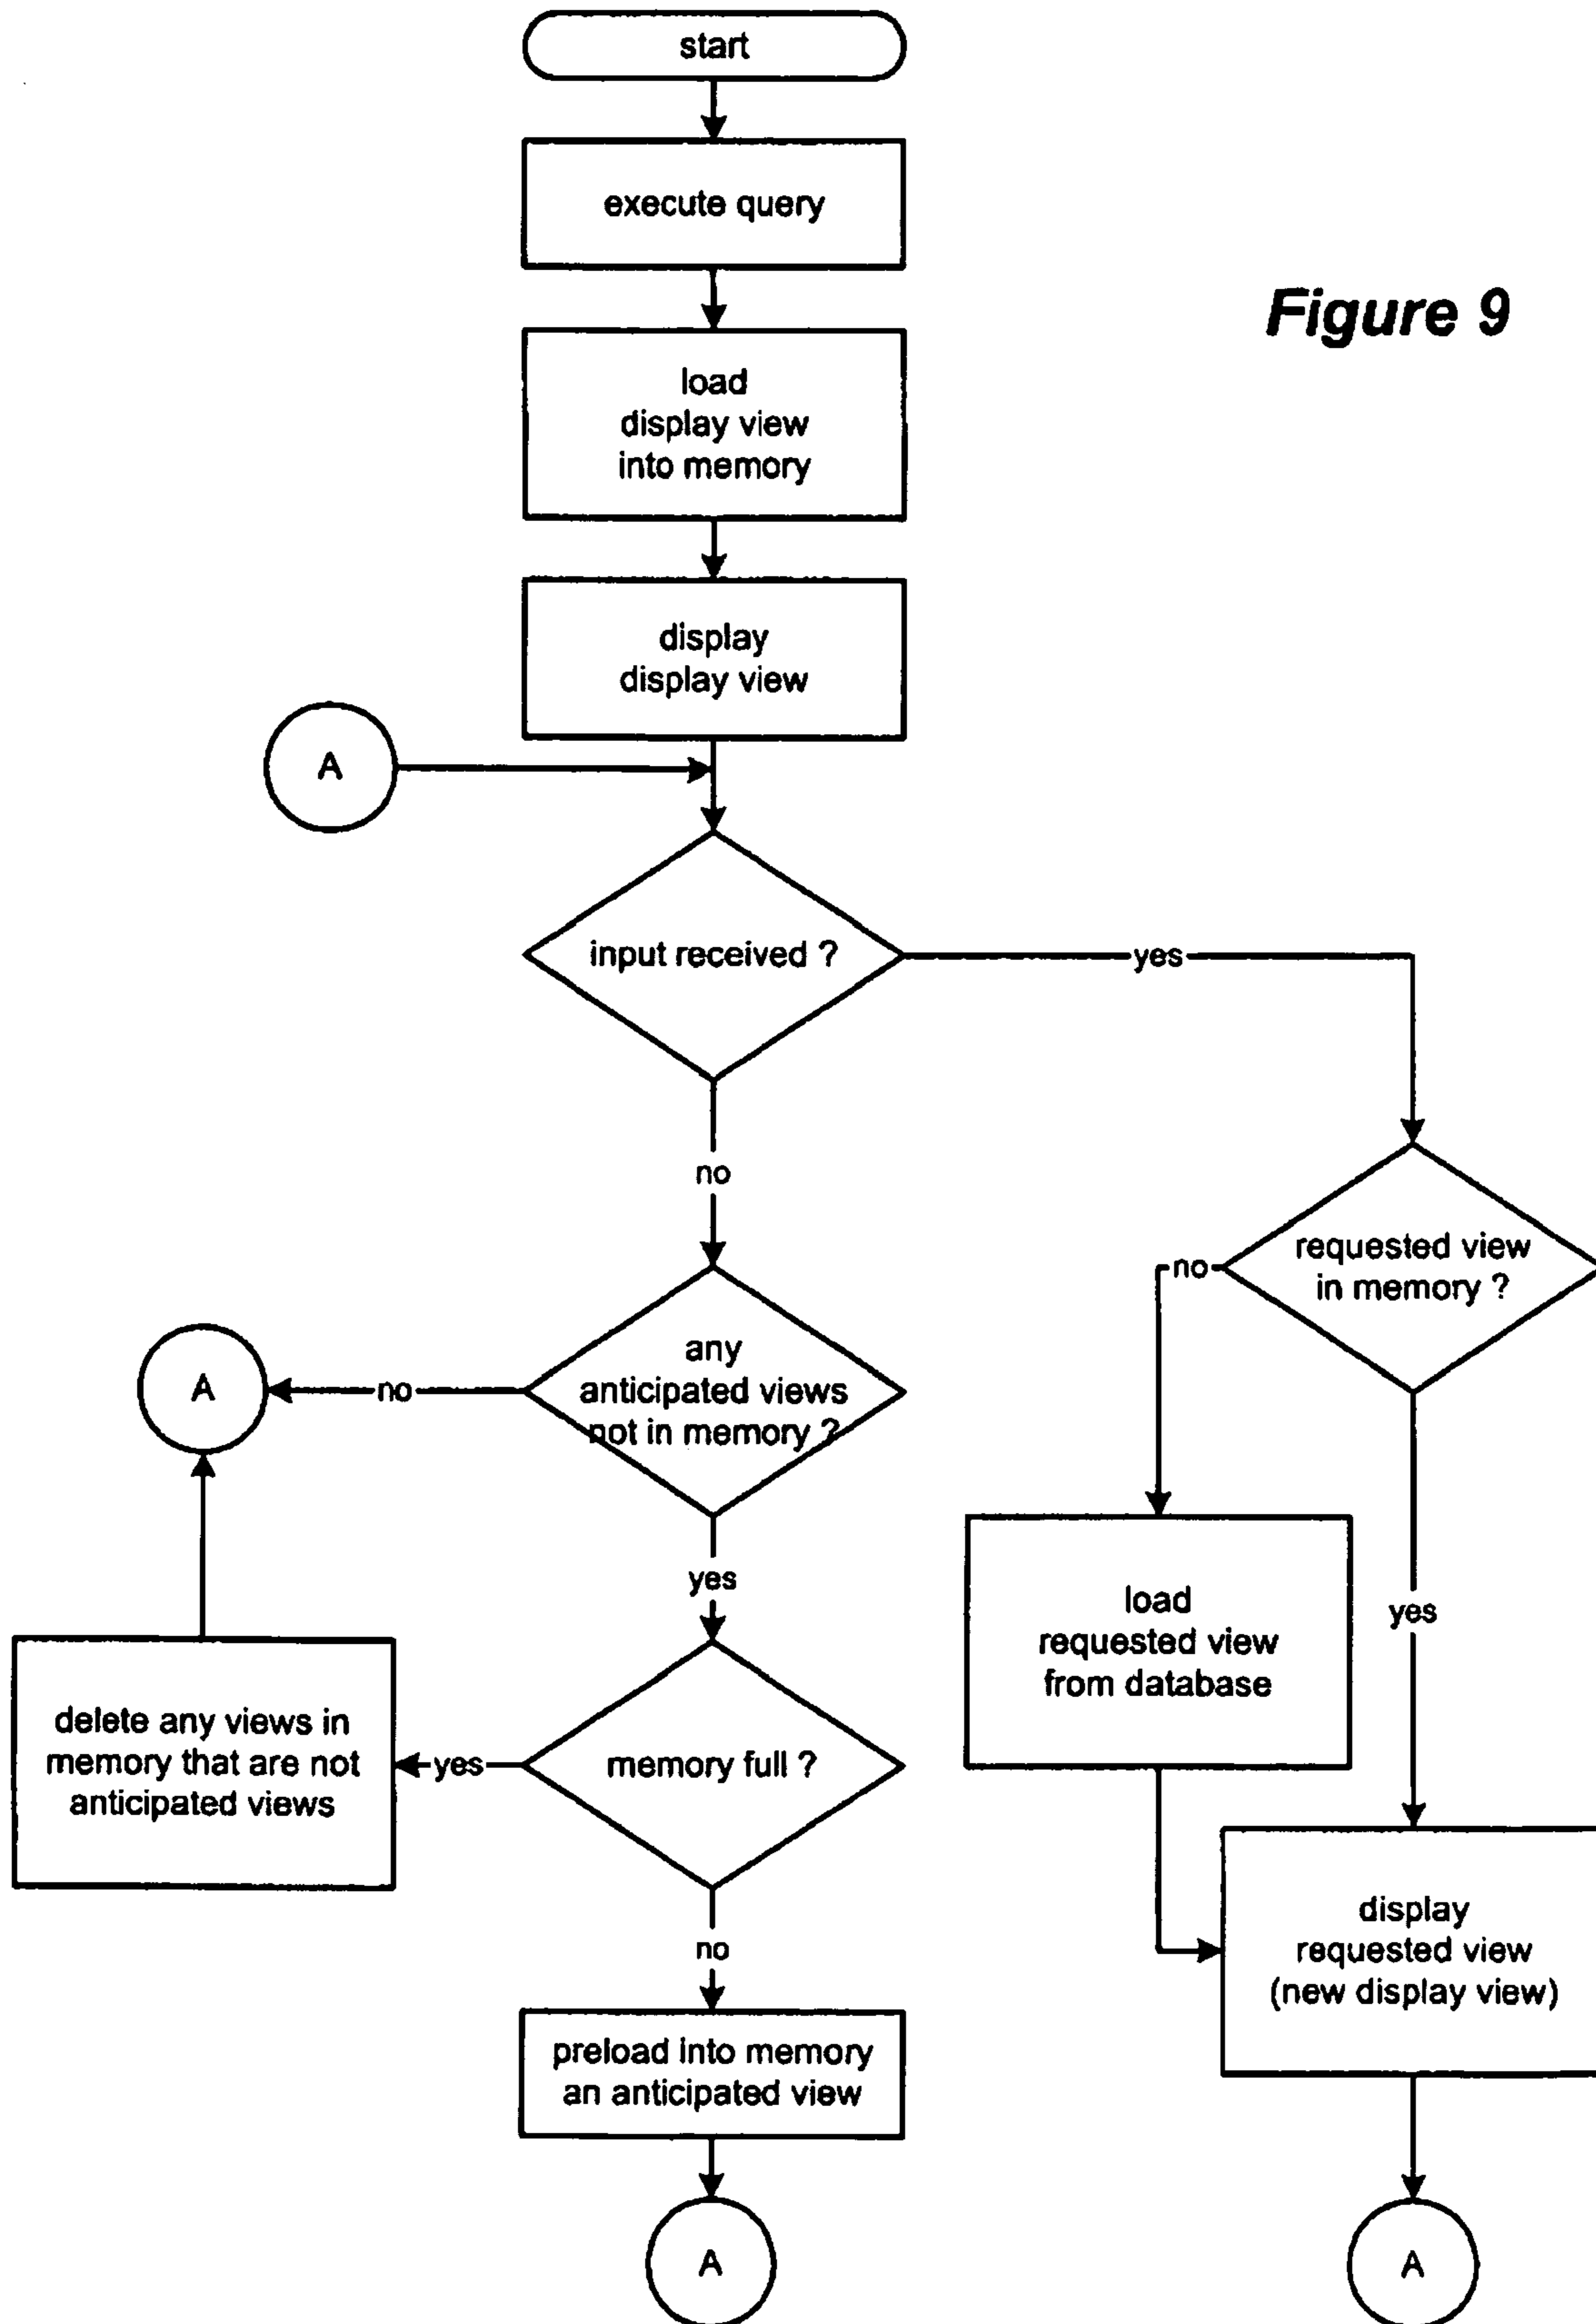 start
execute query
Figure 9
load
display view
into memory
display
display view
A
input received ?
yes
no
requested view
in memory ?
no
any
anticipated views
not in memory ?
no
A
yes
load
requested view
from database
yes
delete any views in
memory that are not
anticipated views
yes
memory full ?
no
display
requested view
(new display view)
preload into memory
an anticipated view
A
A